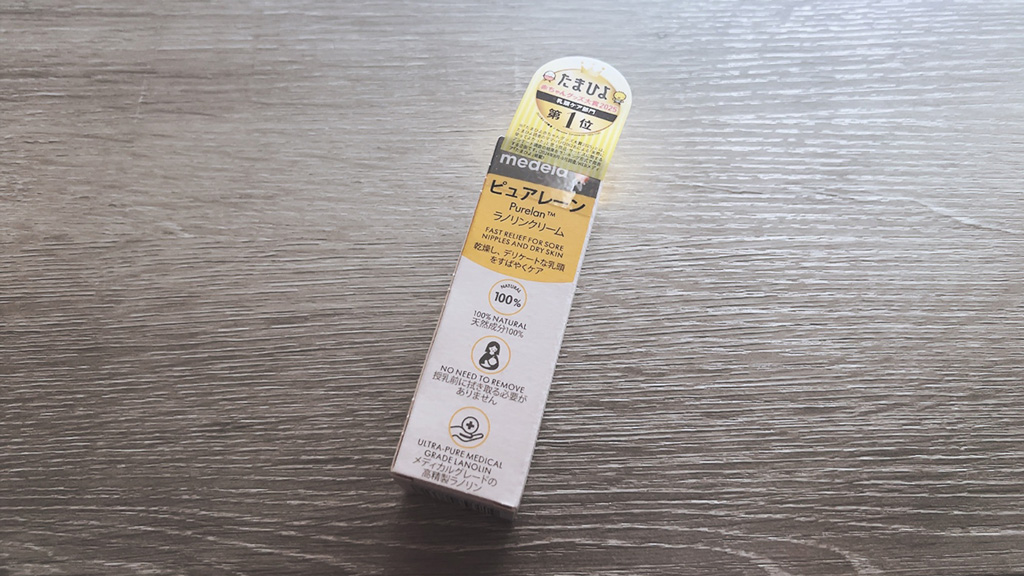 たまひよ
赤ちゃんグッズ大賞2025
乳頭ケア部門
第1位
medela
ピュアレーン
Purelan™
ラノリンクリーム
FAST RELIEF FOR SORE
NIPPLES AND DRY SKIN
乾燥し、デリケートな乳頭
をすばやくケア
NATURAL
100%
100% NATURAL
天然成分100%
NO NEED TO REMOVE
授乳前に拭き取る必要が
ありません
ULTRA-PURE MEDICAL
GRADE LANOLIN
メディカルグレードの
高精製ラノリン